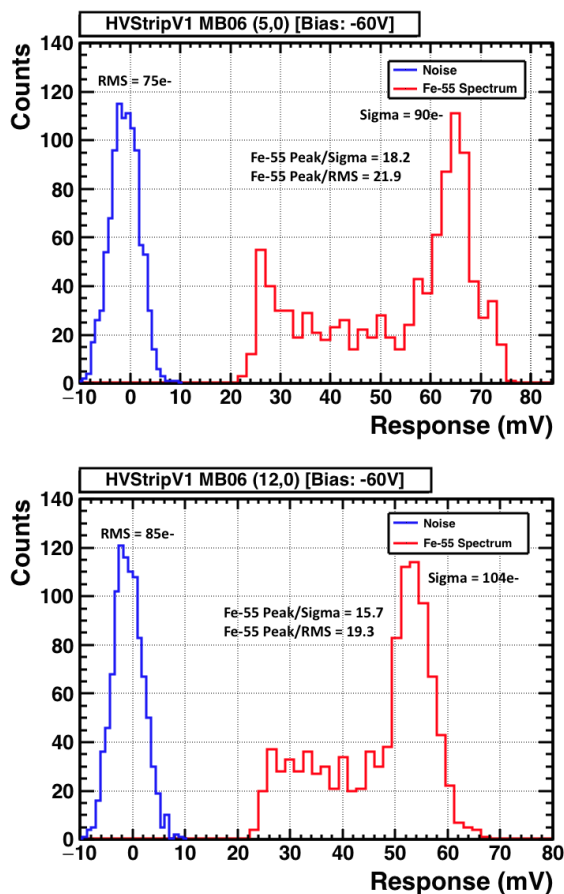 HVStripV1 MB06 (5,0) [Bias: -60V]
140
120
100
80
60
40
20
0
Counts
RMS = 75e-
Noise
Fe-55 Spectrum
Sigma = 90e-
Fe-55 Peak/Sigma = 18.2
Fe-55 Peak/RMS = 21.9
−10 0 10 20 30 40 50 60 70 80
Response (mV)
HVStripV1 MB06 (12,0) [Bias: -60V]
140
120
100
80
60
40
20
0
Counts
RMS = 85e-
Noise
Fe-55 Spectrum
Sigma = 104e-
Fe-55 Peak/Sigma = 15.7
Fe-55 Peak/RMS = 19.3
−10 0 10 20 30 40 50 60 70 80
Response (mV)